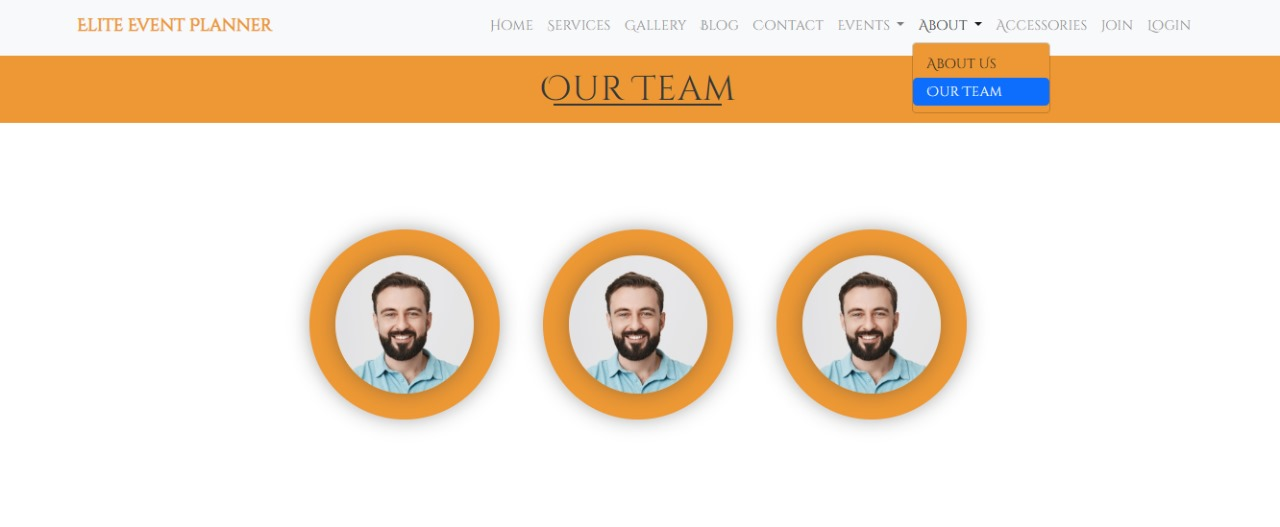 Elite Event Planner Home Services Gallery Blog Contact Events About Accessories Join Login
About Us
Our Team
Our Team